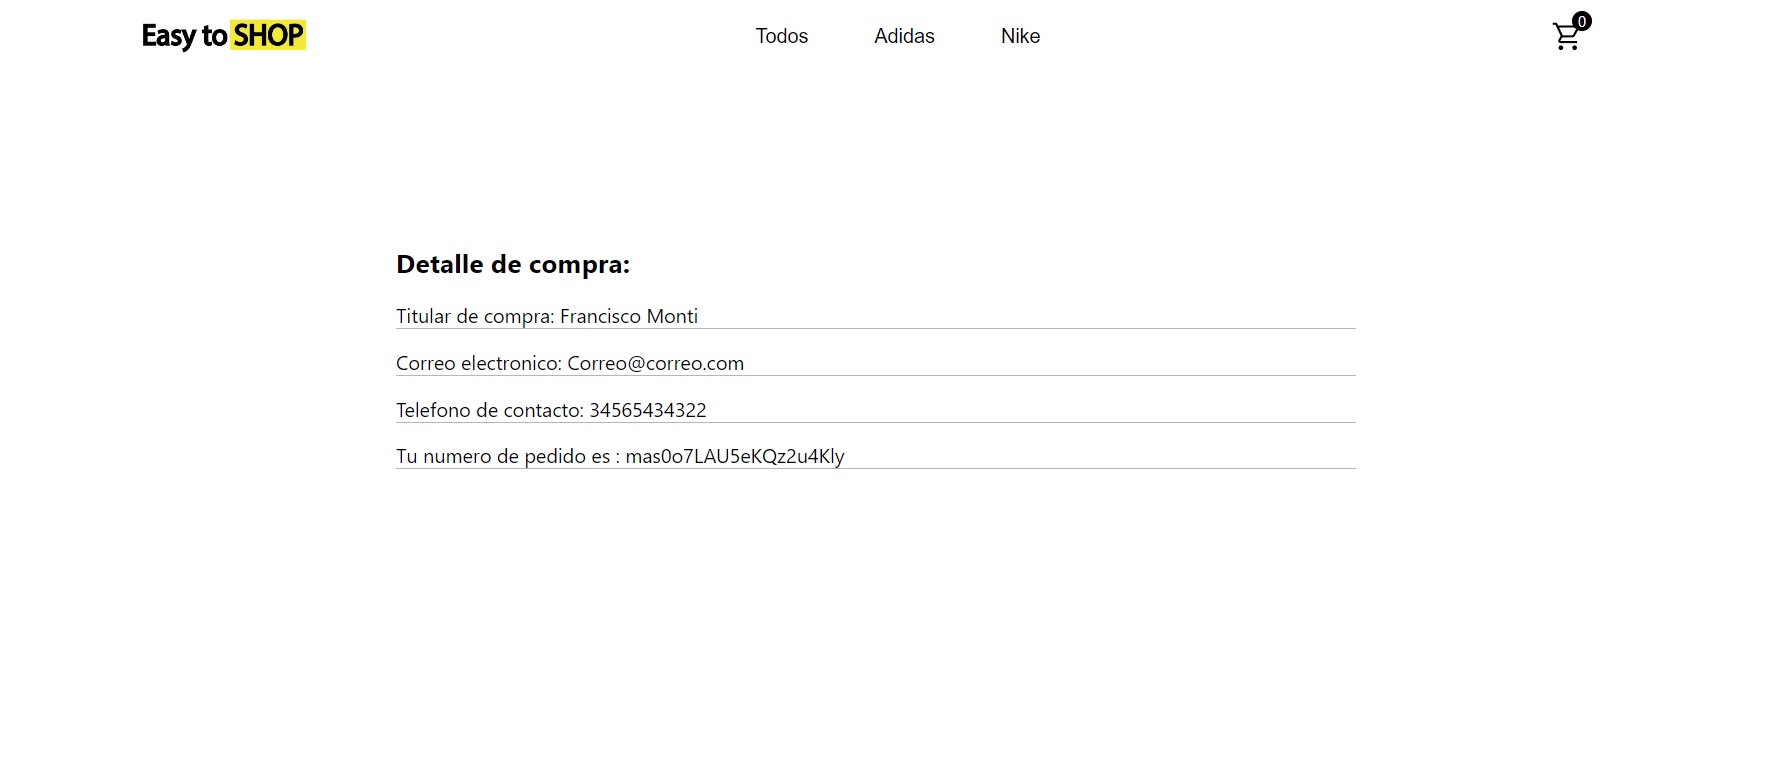 Easy to SHOP
Todos Adidas Nike
0
Detalle de compra:
Titular de compra: Francisco Monti
Correo electronico: Correo@correo.com
Telefono de contacto: 34565434322
Tu numero de pedido es : mas0o7LAU5eKQz2u4Kly